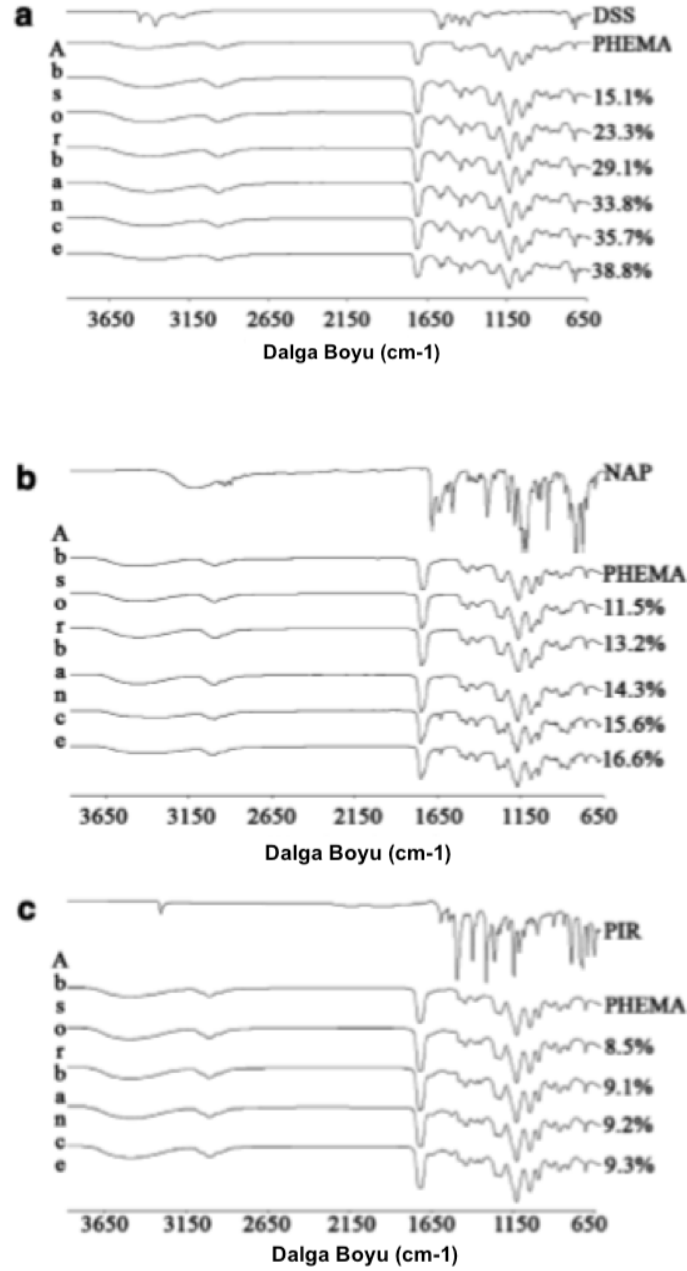 a
DSS
PHEMA
Absorbance
15.1%
23.3%
29.1%
33.8%
35.7%
38.8%
3650 3150 2650 2150 1650 1150 650
Dalga Boyu (cm-1)
b
NAP
Absorbance
PHEMA
11.5%
13.2%
14.3%
15.6%
16.6%
3650 3150 2650 2150 1650 1150 650
Dalga Boyu (cm-1)
c
PIR
Absorbance
PHEMA
8.5%
9.1%
9.2%
9.3%
3650 3150 2650 2150 1650 1150 650
Dalga Boyu (cm-1)